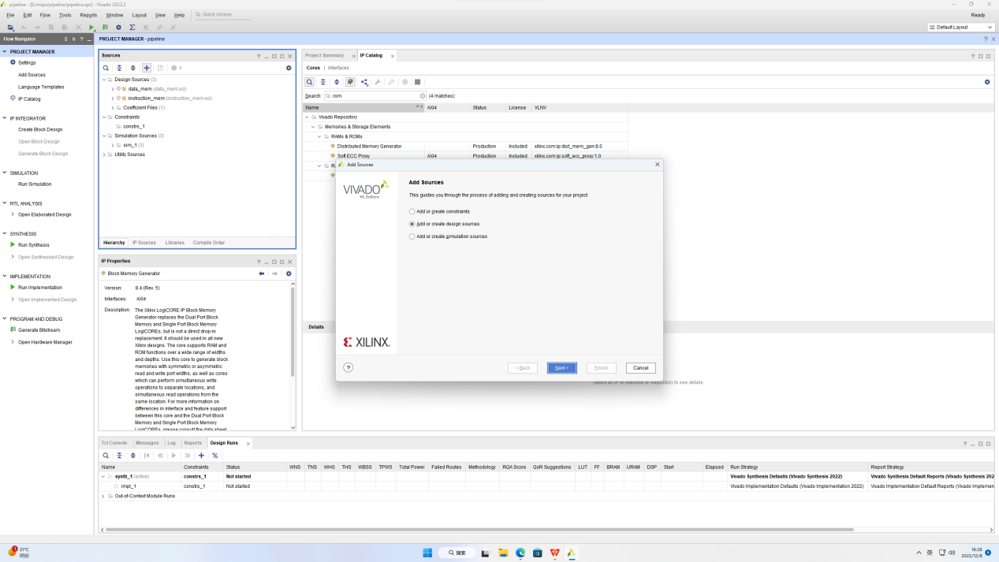 pipeline - [E:/mips/pipeline/pipeline.xpr] - Vivado 2022.2
File Edit Flow Tools Reports Window Layout View Help Quick Access
Ready
Default Layout
Flow Navigator
PROJECT MANAGER - pipeline
PROJECT MANAGER
Settings
Add Sources
Language Templates
IP Catalog
IP INTEGRATOR
Create Block Design
Open Block Design
Generate Block Design
SIMULATION
Run Simulation
RTL ANALYSIS
Open Elaborated Design
SYNTHESIS
Run Synthesis
Open Synthesized Design
IMPLEMENTATION
Run Implementation
Open Implemented Design
PROGRAM AND DEBUG
Generate Bitstream
Open Hardware Manager
Sources
0
Design Sources (3)
data_mem (data_mem.xci)
instruction_mem (instruction_mem.xci)
Coefficient Files (1)
Constraints
constrs_1
Simulation Sources (3)
sim_1 (3)
Utility Sources
Hierarchy IP Sources Libraries Compile Order
IP Properties
Block Memory Generator
Version: 8.4 (Rev. 5)
Interfaces: AXI4
Description: The Xilinx LogiCORE IP Block Memory
Generator replaces the Dual Port Block
Memory and Single Port Block Memory
LogiCOREs, but is not a direct drop-in
replacement. It should be used in all new
Xilinx designs. The core supports RAM and
ROM functions over a wide range of widths
and depths. Use this core to generate block
memories with symmetric or asymmetric
read and write port widths, as well as cores
which can perform simultaneous write
operations to separate locations, and
simultaneous read operations from the
same location. For more information on
differences in interface and feature support
between this core and the Dual Port Block
Memory and Single Port Block Memory
LogiCOREs, please consult the data sheet
Project Summary IP Catalog
Cores | Interfaces
Search: rom (4 matches)
Name 1 AXI4 Status License VLNV
Vivado Repository
Memories & Storage Elements
RAMs & ROMs
Distributed Memory Generator Production Included xilinx.com:ip:dist_mem_gen:8.0
Soft ECC Proxy AXI4 Production Included xilinx.com:ip:soft_ecc_proxy:1.0
Details
Select an IP or Interface or Repository to see details
Add Sources
VIVADO
ML Editions
XILINX
Add Sources
This guides you through the process of adding and creating sources for your project
Add or create constraints
Add or create design sources
Add or create simulation sources
? < Back Next > Finish Cancel
Tcl Console Messages Log Reports Design Runs
Name Constraints Status WNS TNS WHS THS WBSS TPWS Total Power Failed Routes Methodology RQA Score QoR Suggestions LUT FF BRAM URAM DSP Start Elapsed Run Strategy Report Strategy
synth_1 (active) constrs_1 Not started Vivado Synthesis Defaults (Vivado Synthesis 2022) Vivado Synthesis Default Reports (Vivado Synthesis 202
impl_1 constrs_1 Not started Vivado Implementation Defaults (Vivado Implementation 2022) Vivado Implementation Default Reports (Vivado Implemen
Out-of-Context Module Runs
1
21°C
晴朗
搜索
英
16:26
2022/12/8